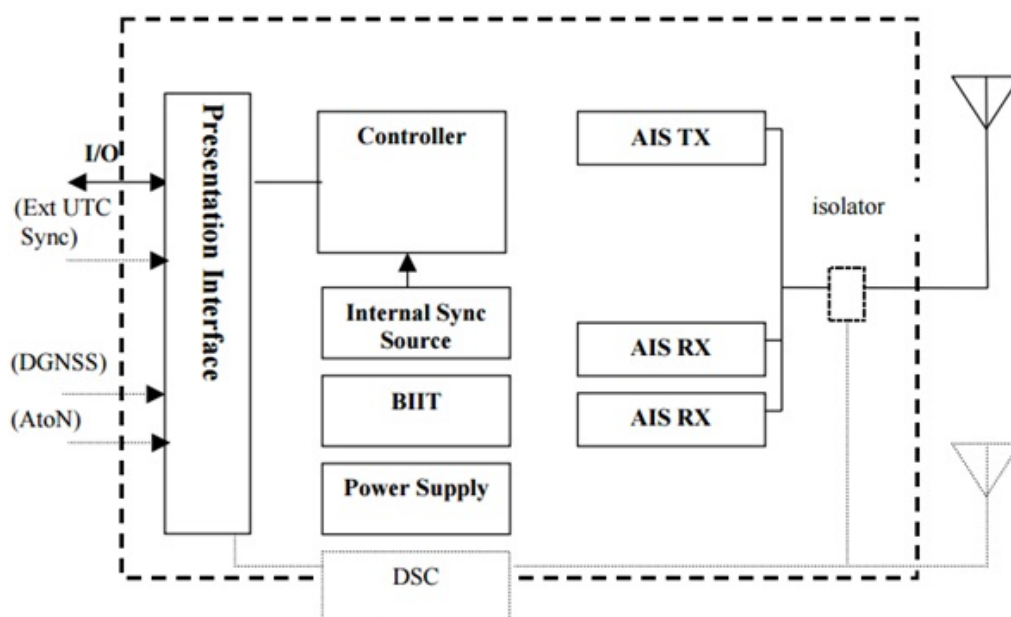 I/O
(Ext UTC
Sync)
(DGNSS)
(AtoN)
Presentation Interface
Controller
Internal Sync
Source
BIIT
Power Supply
DSC
AIS TX
AIS RX
AIS RX
isolator